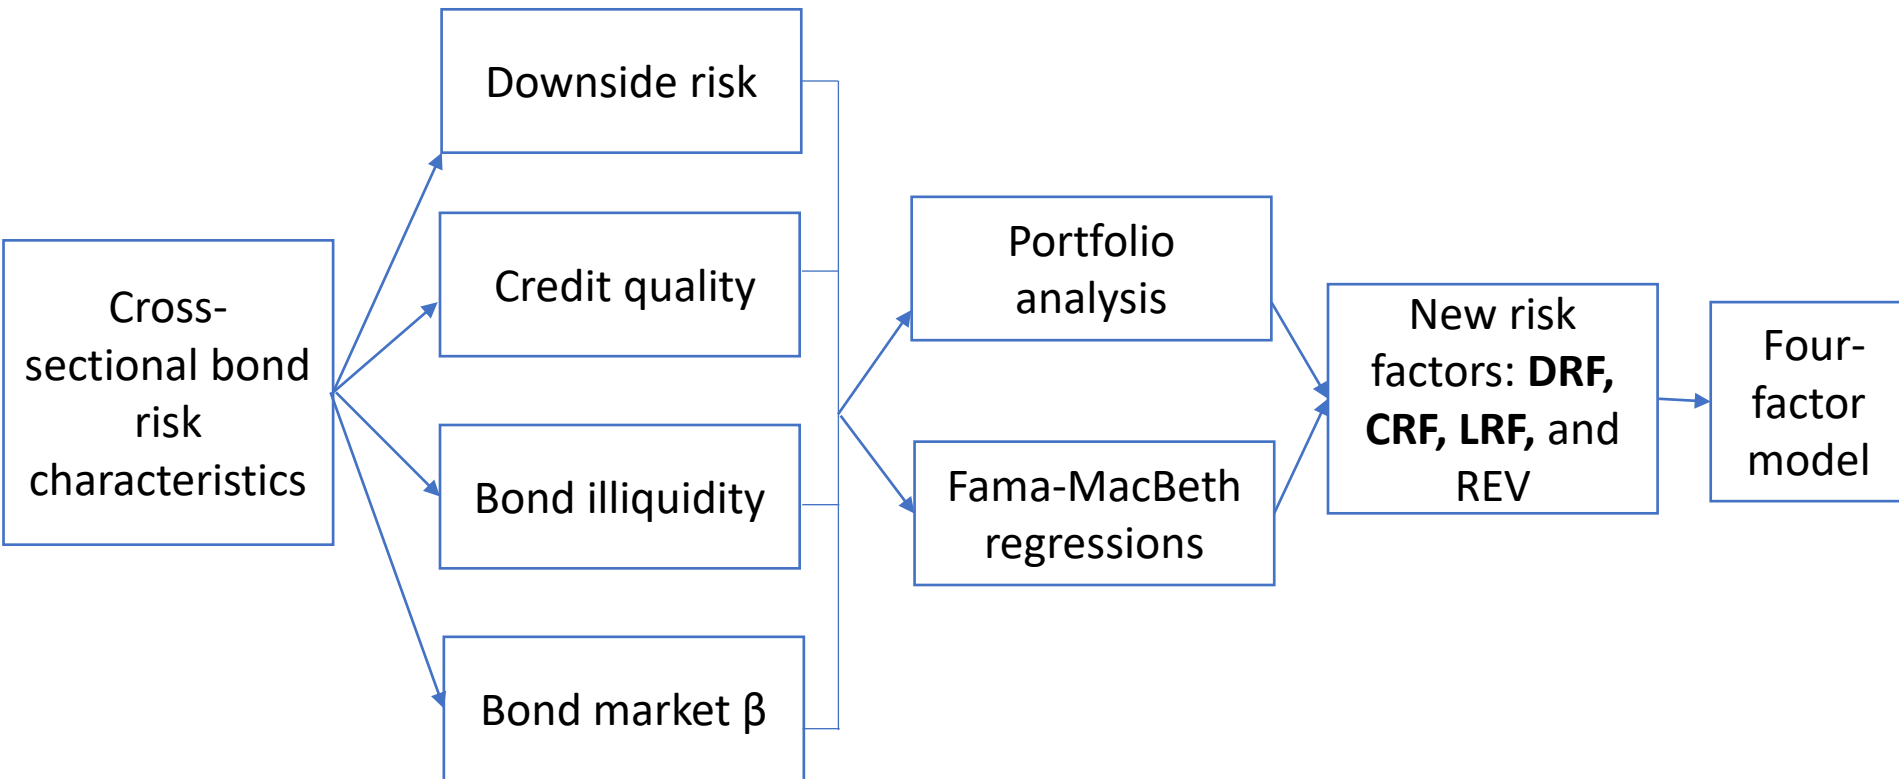 Downside risk
Credit quality
Bond illiquidity
Bond market β
Cross-
sectional bond
risk
characteristics
Portfolio
analysis
Fama-MacBeth
regressions
New risk
factors: DRF,
CRF, LRF, and
REV
Four-
factor
model